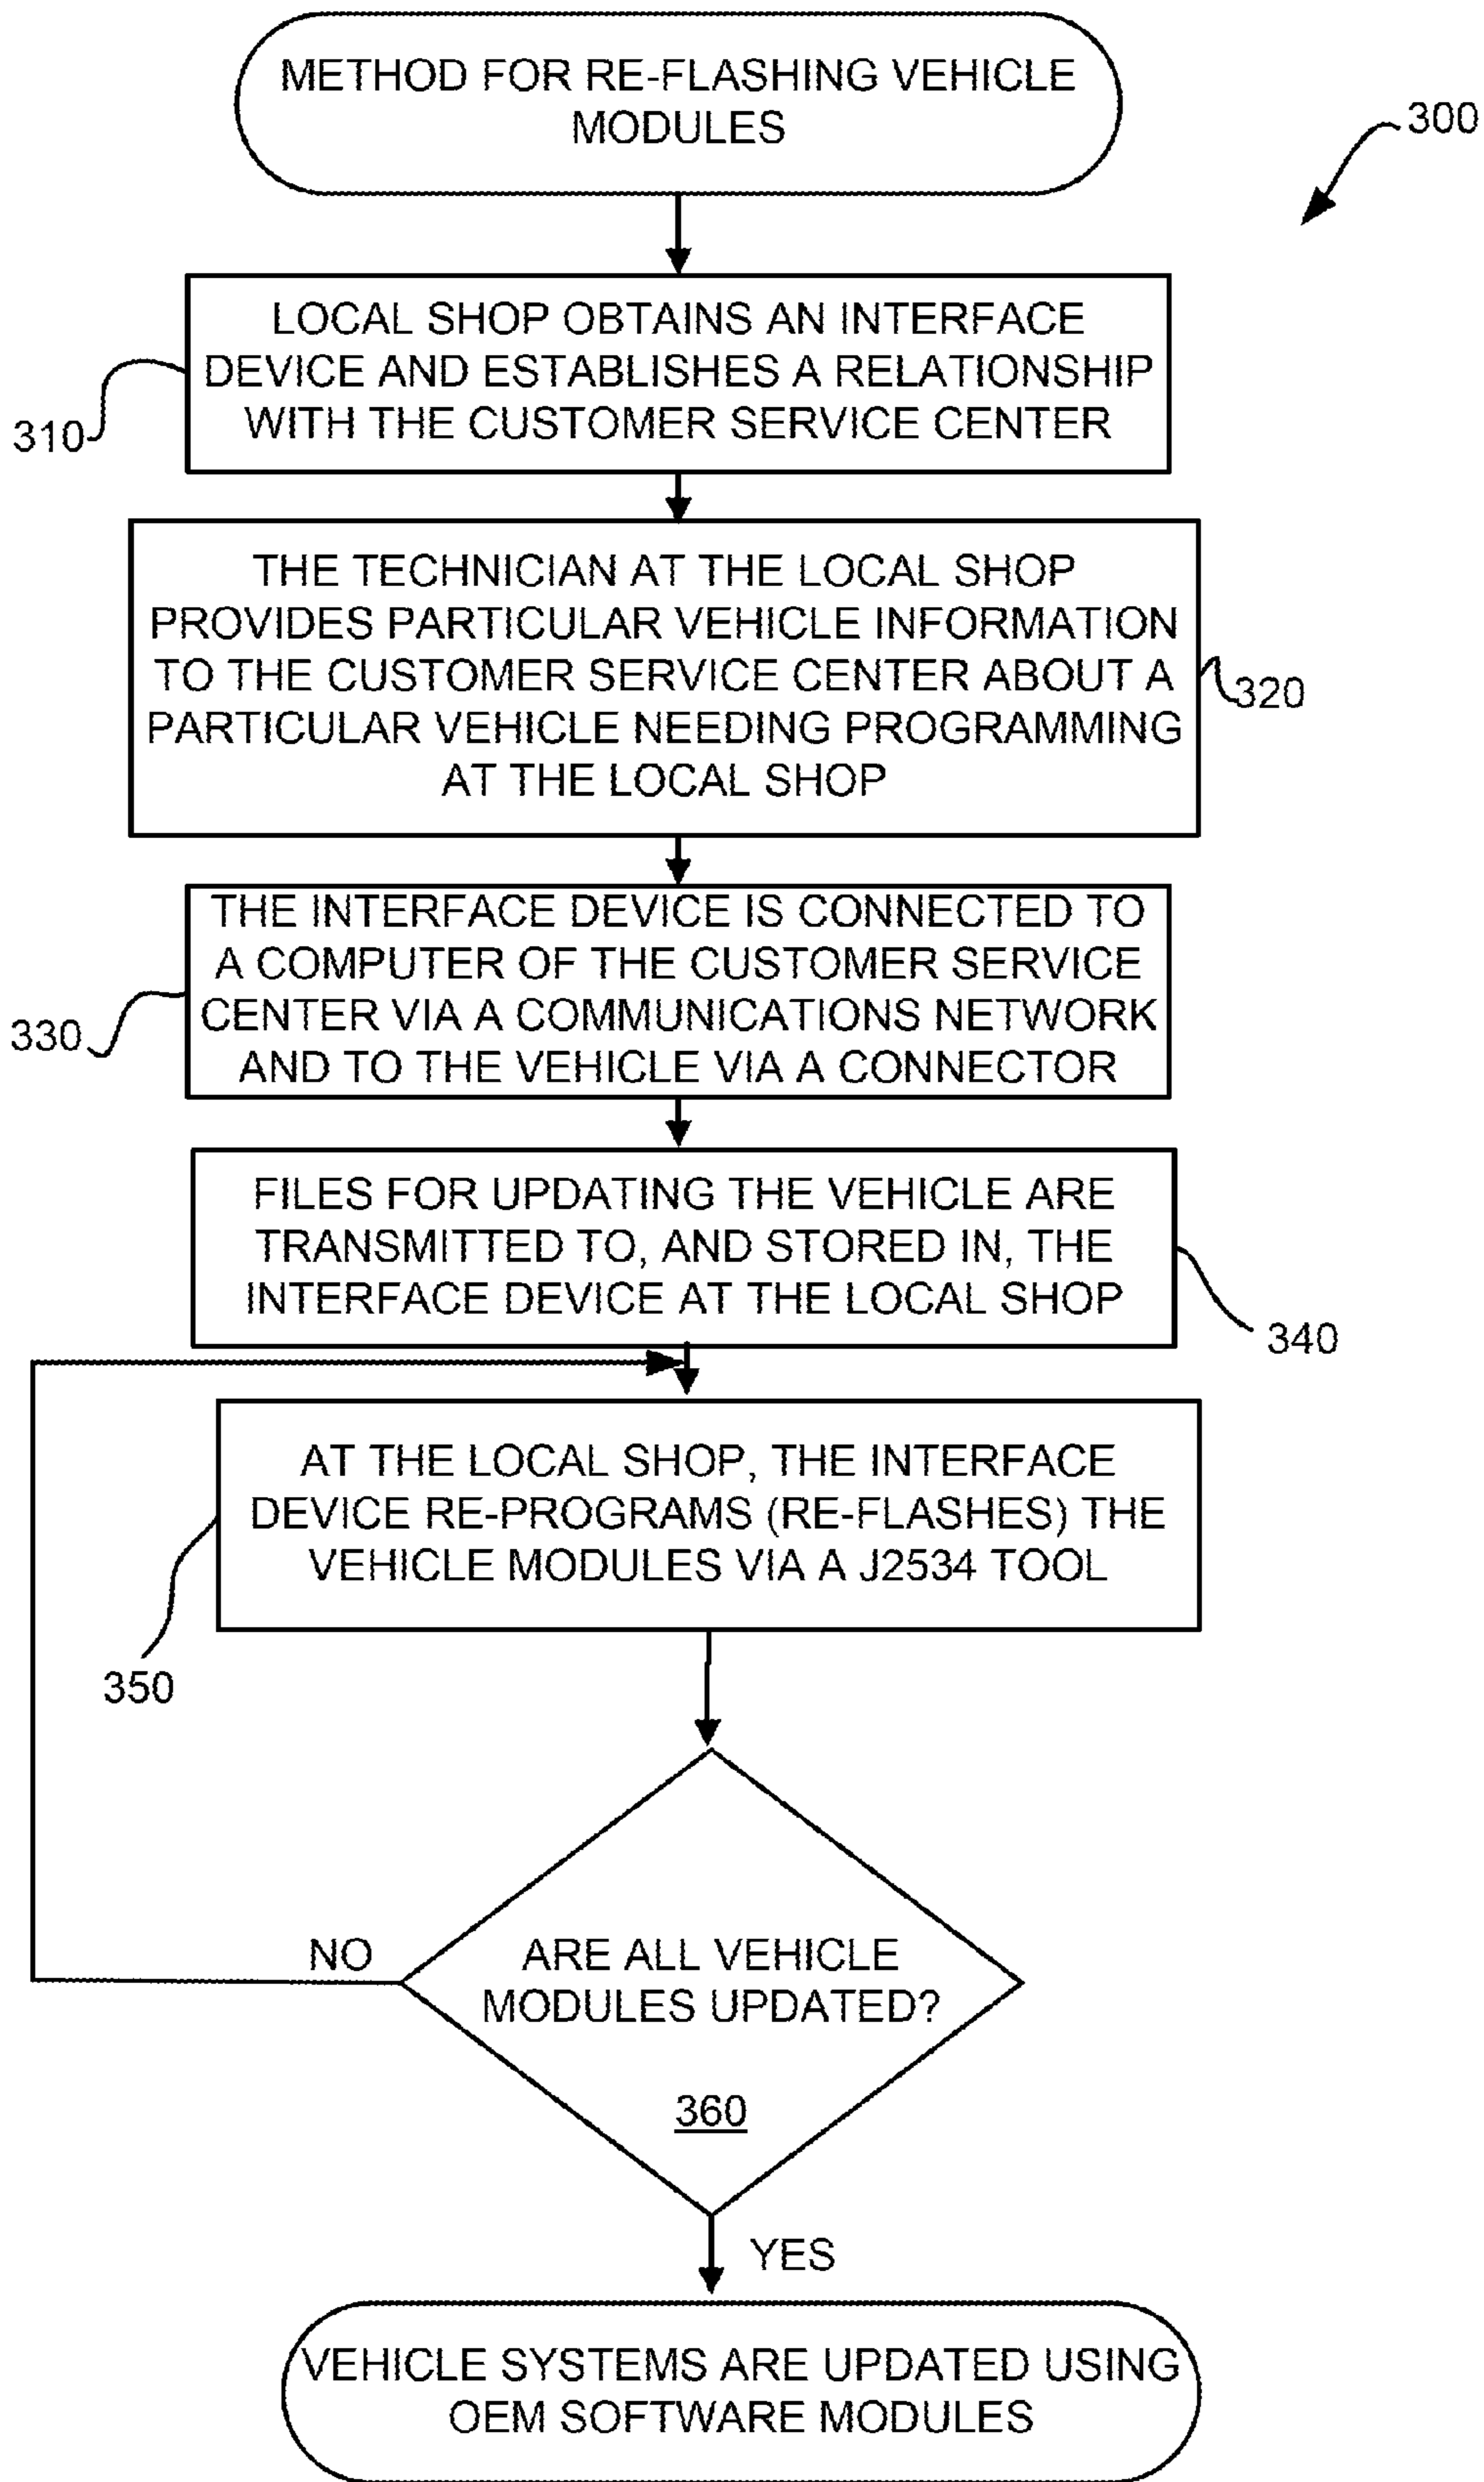 METHOD FOR RE-FLASHING VEHICLE
MODULES
300
LOCAL SHOP OBTAINS AN INTERFACE
DEVICE AND ESTABLISHES A RELATIONSHIP
WITH THE CUSTOMER SERVICE CENTER
310
THE TECHNICIAN AT THE LOCAL SHOP
PROVIDES PARTICULAR VEHICLE INFORMATION
TO THE CUSTOMER SERVICE CENTER ABOUT A
PARTICULAR VEHICLE NEEDING PROGRAMMING
AT THE LOCAL SHOP
320
THE INTERFACE DEVICE IS CONNECTED TO
A COMPUTER OF THE CUSTOMER SERVICE
CENTER VIA A COMMUNICATIONS NETWORK
AND TO THE VEHICLE VIA A CONNECTOR
330
FILES FOR UPDATING THE VEHICLE ARE
TRANSMITTED TO, AND STORED IN, THE
INTERFACE DEVICE AT THE LOCAL SHOP
340
AT THE LOCAL SHOP, THE INTERFACE
DEVICE RE-PROGRAMS (RE-FLASHES) THE
VEHICLE MODULES VIA A J2534 TOOL
350
NO
ARE ALL VEHICLE
MODULES UPDATED?
360
YES
VEHICLE SYSTEMS ARE UPDATED USING
OEM SOFTWARE MODULES